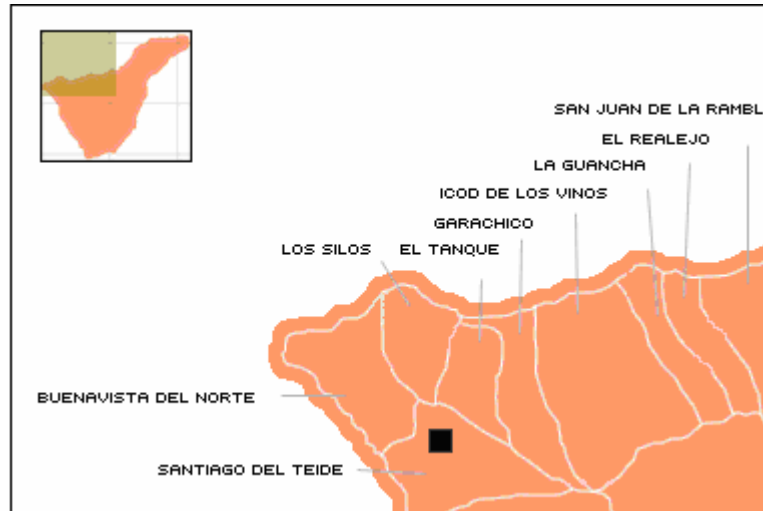 SAN JUAN DE LA RAMBL
EL REALEJO
LA GUANCHA
ICOD DE LOS VINOS
GARACHICO
LOS SILOS
EL TANQUE
BUENAVISTA DEL NORTE
SANTIAGO DEL TEIDE